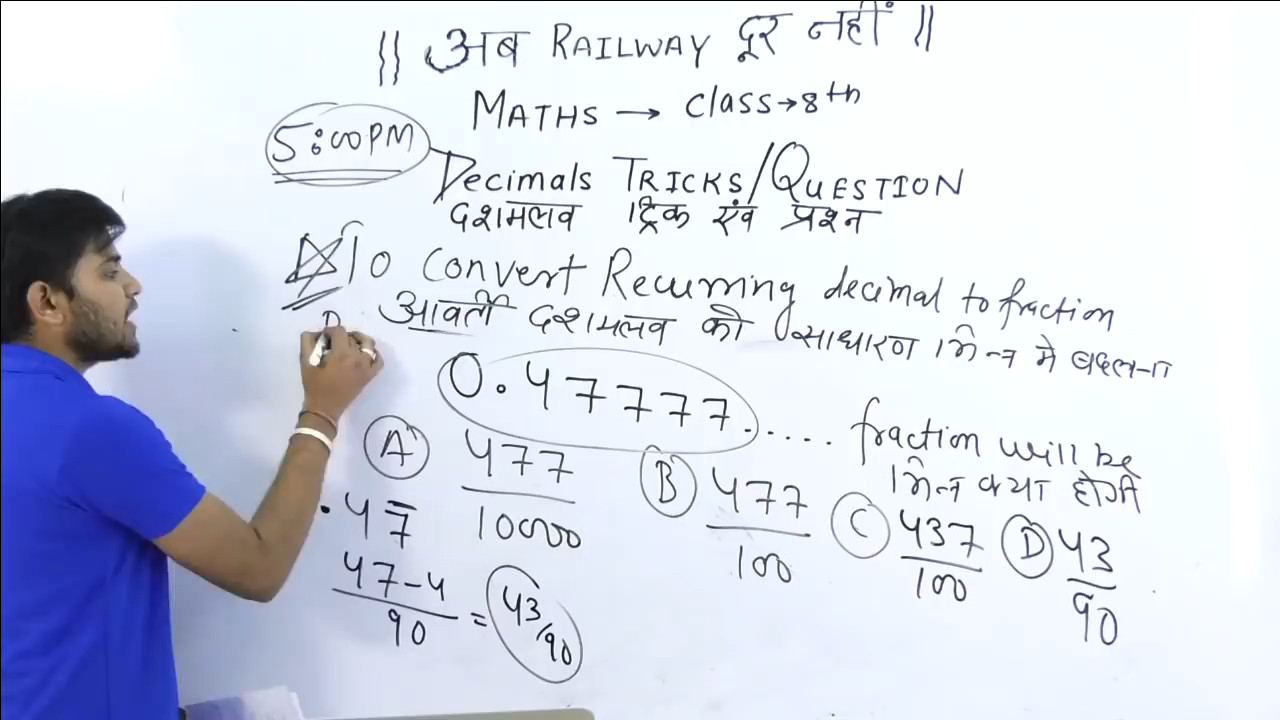 || अब RAILWAY दूर नहीं ||
MATHS → Class→8th
5:00PM
Decimals TRICKS/QUESTION
दशमलव ट्रिक एंव प्रश्न
To Convert Recurring decimal to fraction
आवर्ती दशमलव को साधारण भिन्न मे बदलना
0.47777..... fraction will be
भिन्न क्या होगी
(A) 477/10000
(B) 477/100
(C) 437/100
(D) 43/90
.47̅
47-4/90 = 43/90